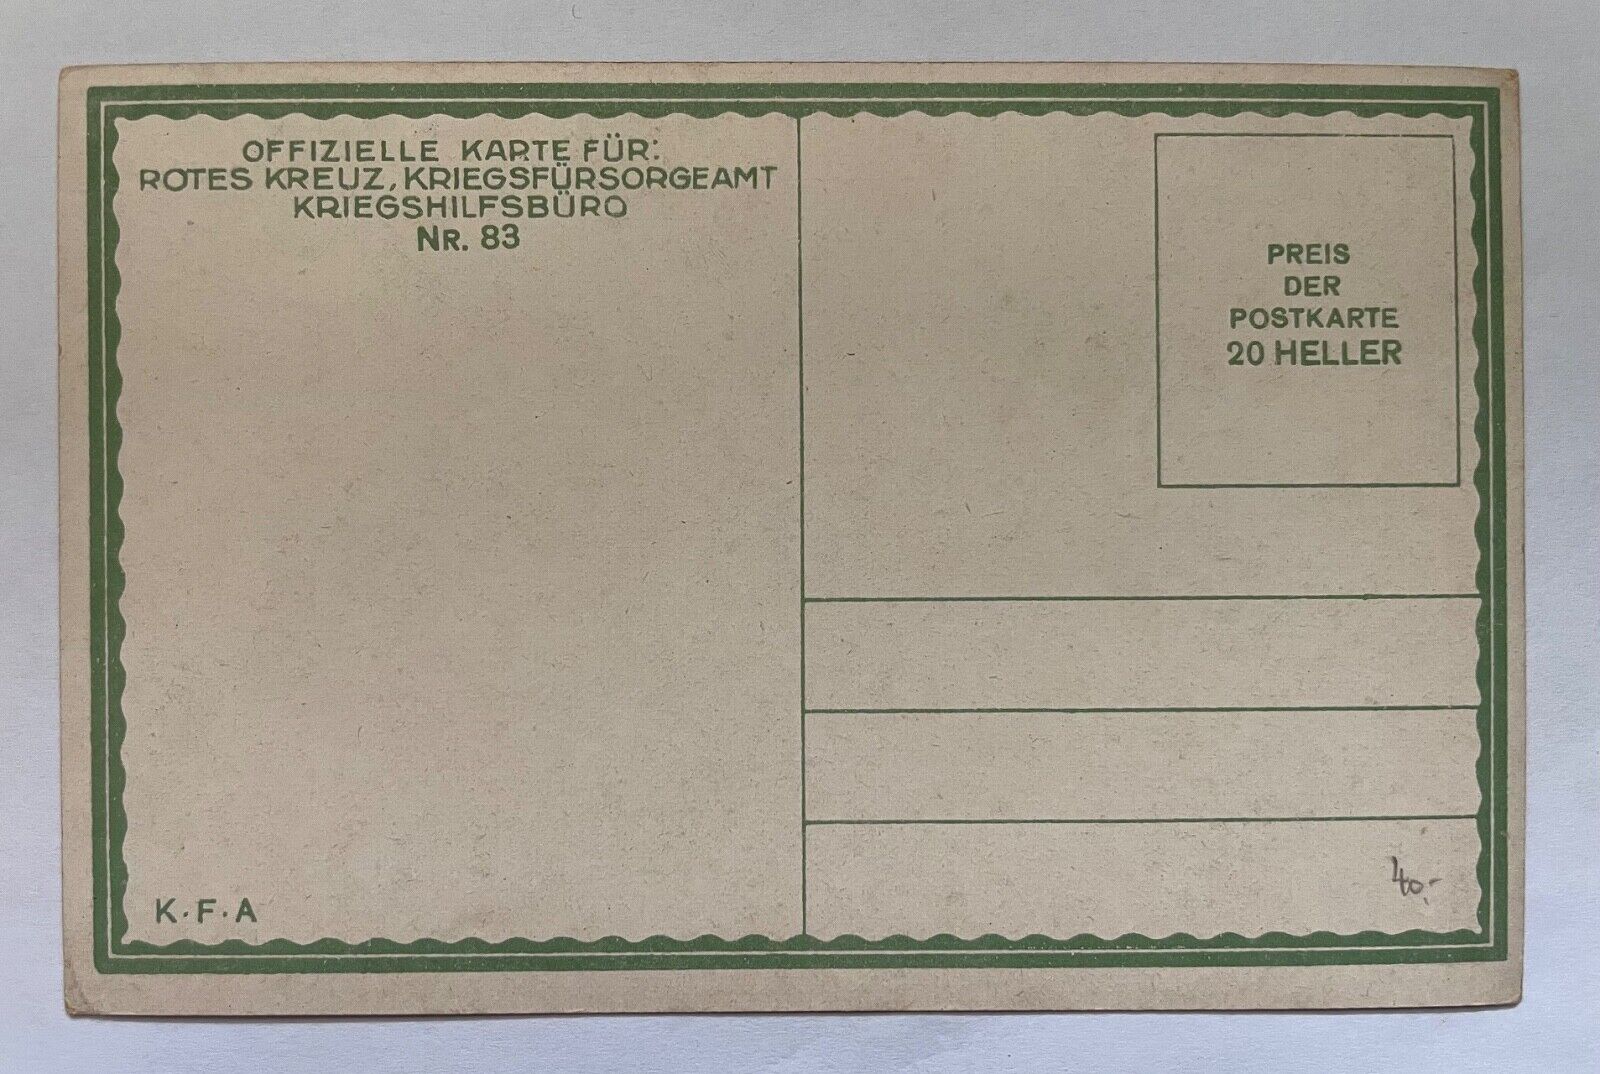 OFFIZIELLE KARTE FÜR:
ROTES KREUZ, KRIEGSFÜRSORGEAMT
KRIEGSHILFSBÜRO
NR. 83
PREIS
DER
POSTKARTE
20 HELLER
K·F·A
40.-